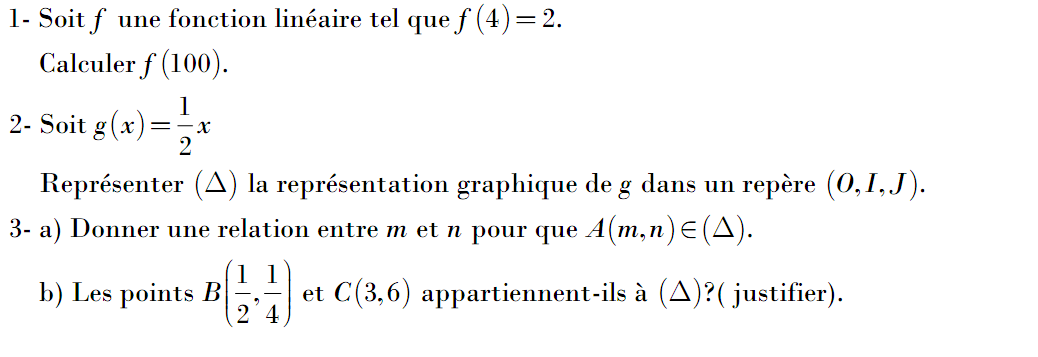 1- Soit f une fonction linéaire tel que f (4) = 2.
Calculer f (100).
2- Soit g(x) = 1/2 x
Représenter (Δ) la représentation graphique de g dans un repère (O, I, J).
3- a) Donner une relation entre m et n pour que A(m,n) ∈ (Δ).
b) Les points B(1/2, 1/4) et C(3,6) appartiennent-ils à (Δ)?( justifier).